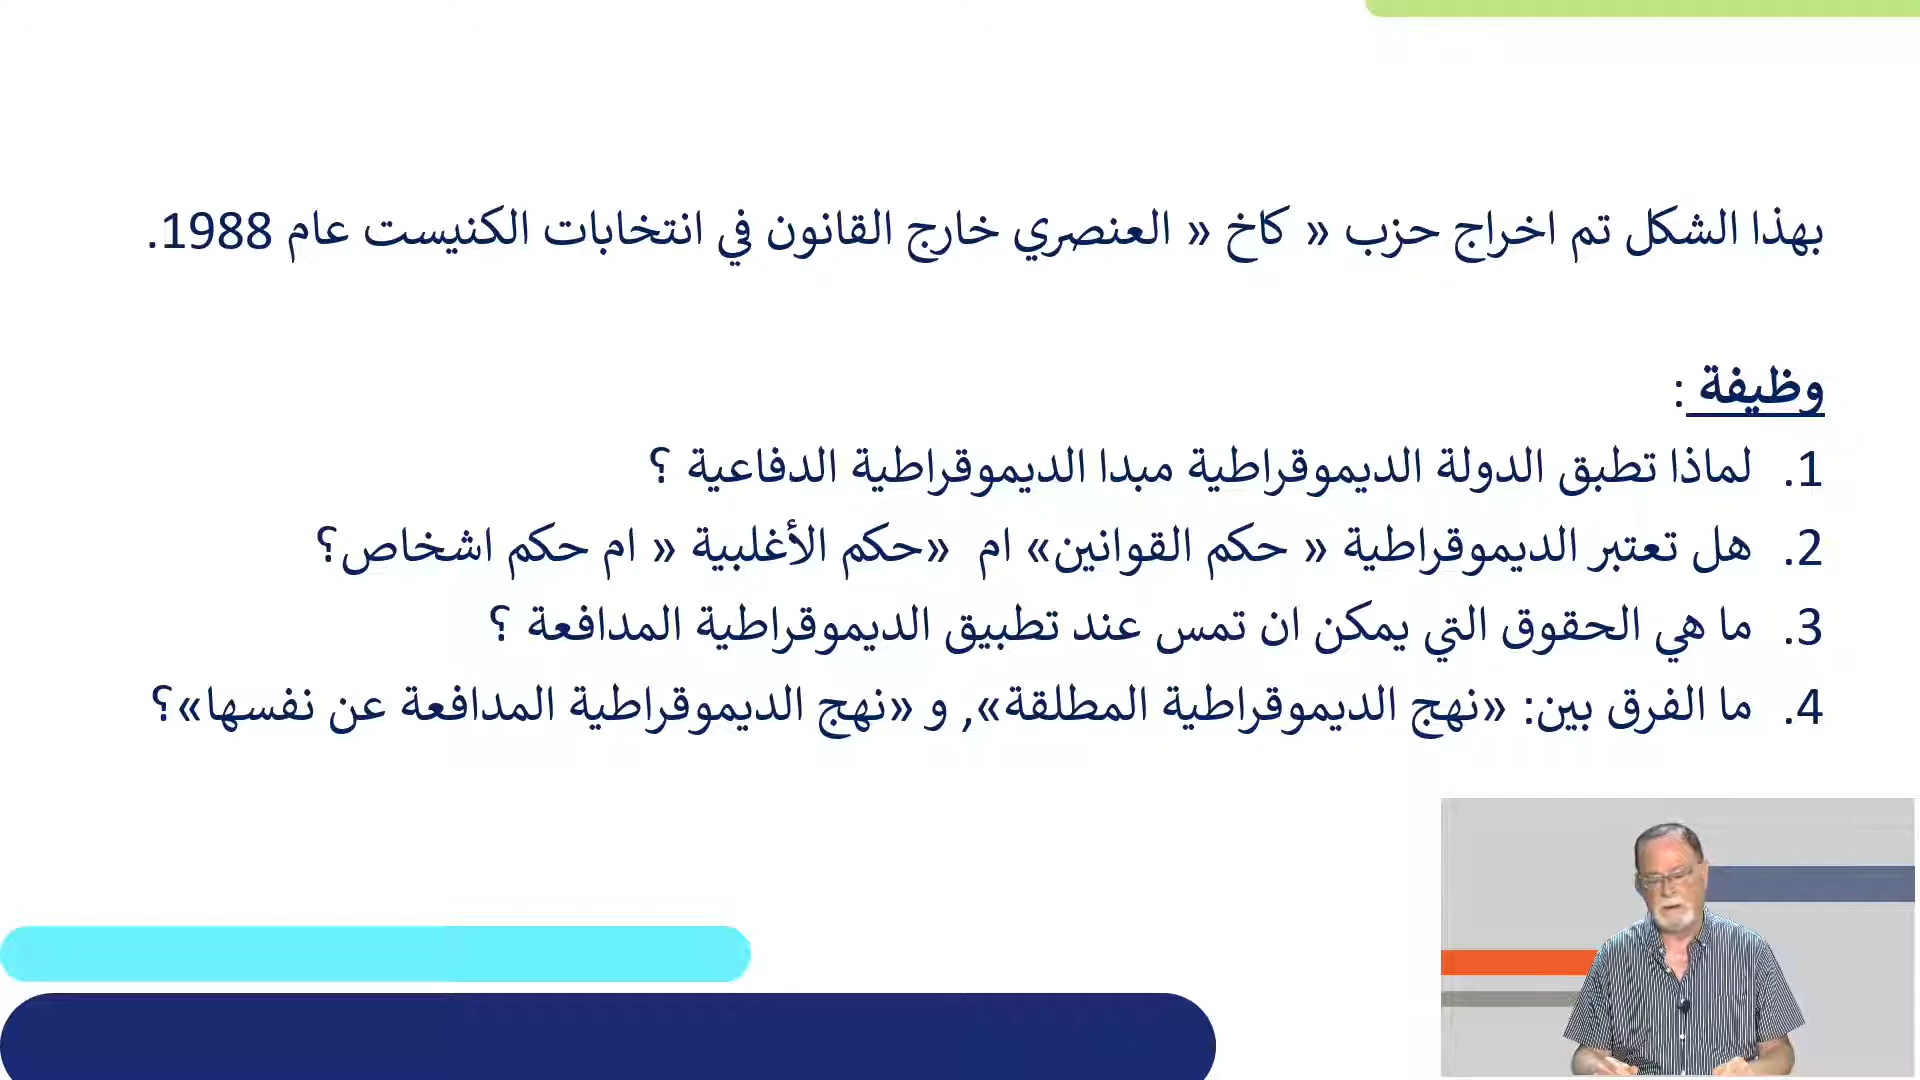 بهذا الشكل تم اخراج حزب « كاخ « العنصري خارج القانون في انتخابات الكنيست عام 1988.
وظيفة :
1. لماذا تطبق الدولة الديموقراطية مبدا الديموقراطية الدفاعية ؟
2. هل تعتبر الديموقراطية « حكم القوانين» ام «حكم الأغلبية « ام حكم اشخاص؟
3. ما هي الحقوق التي يمكن ان تمس عند تطبيق الديموقراطية المدافعة ؟
4. ما الفرق بين: «نهج الديموقراطية المطلقة», و «نهج الديموقراطية المدافعة عن نفسها»؟